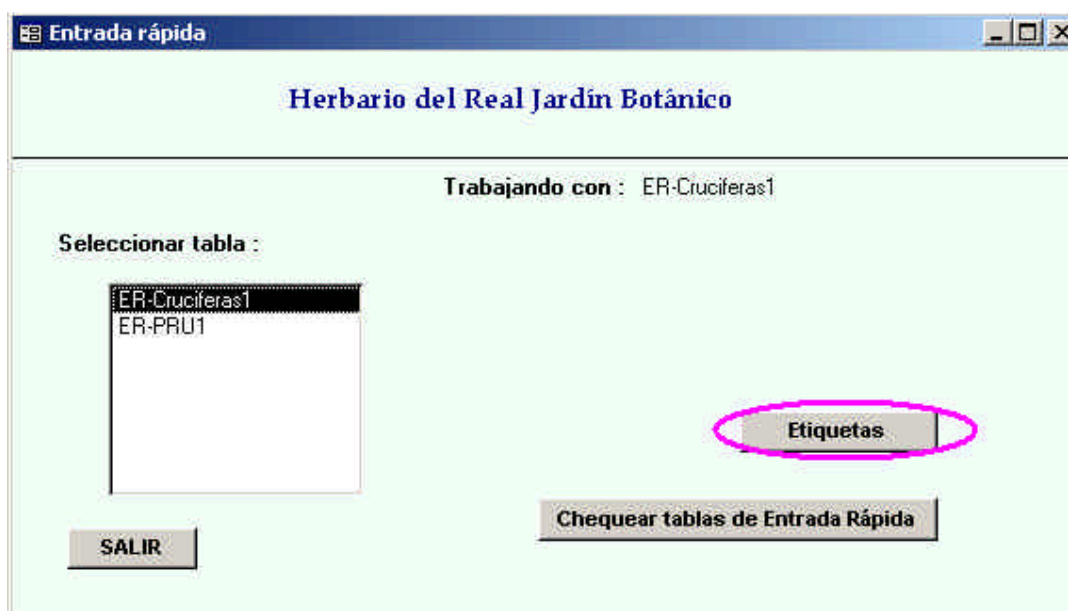 Entrada rápida
Herbario del Real Jardín Botánico
Trabajando con : ER-Cruciferas1
Seleccionar tabla :
ER-Cruciferas1
ER-PRU1
Etiquetas
Chequear tablas de Entrada Rápida
SALIR